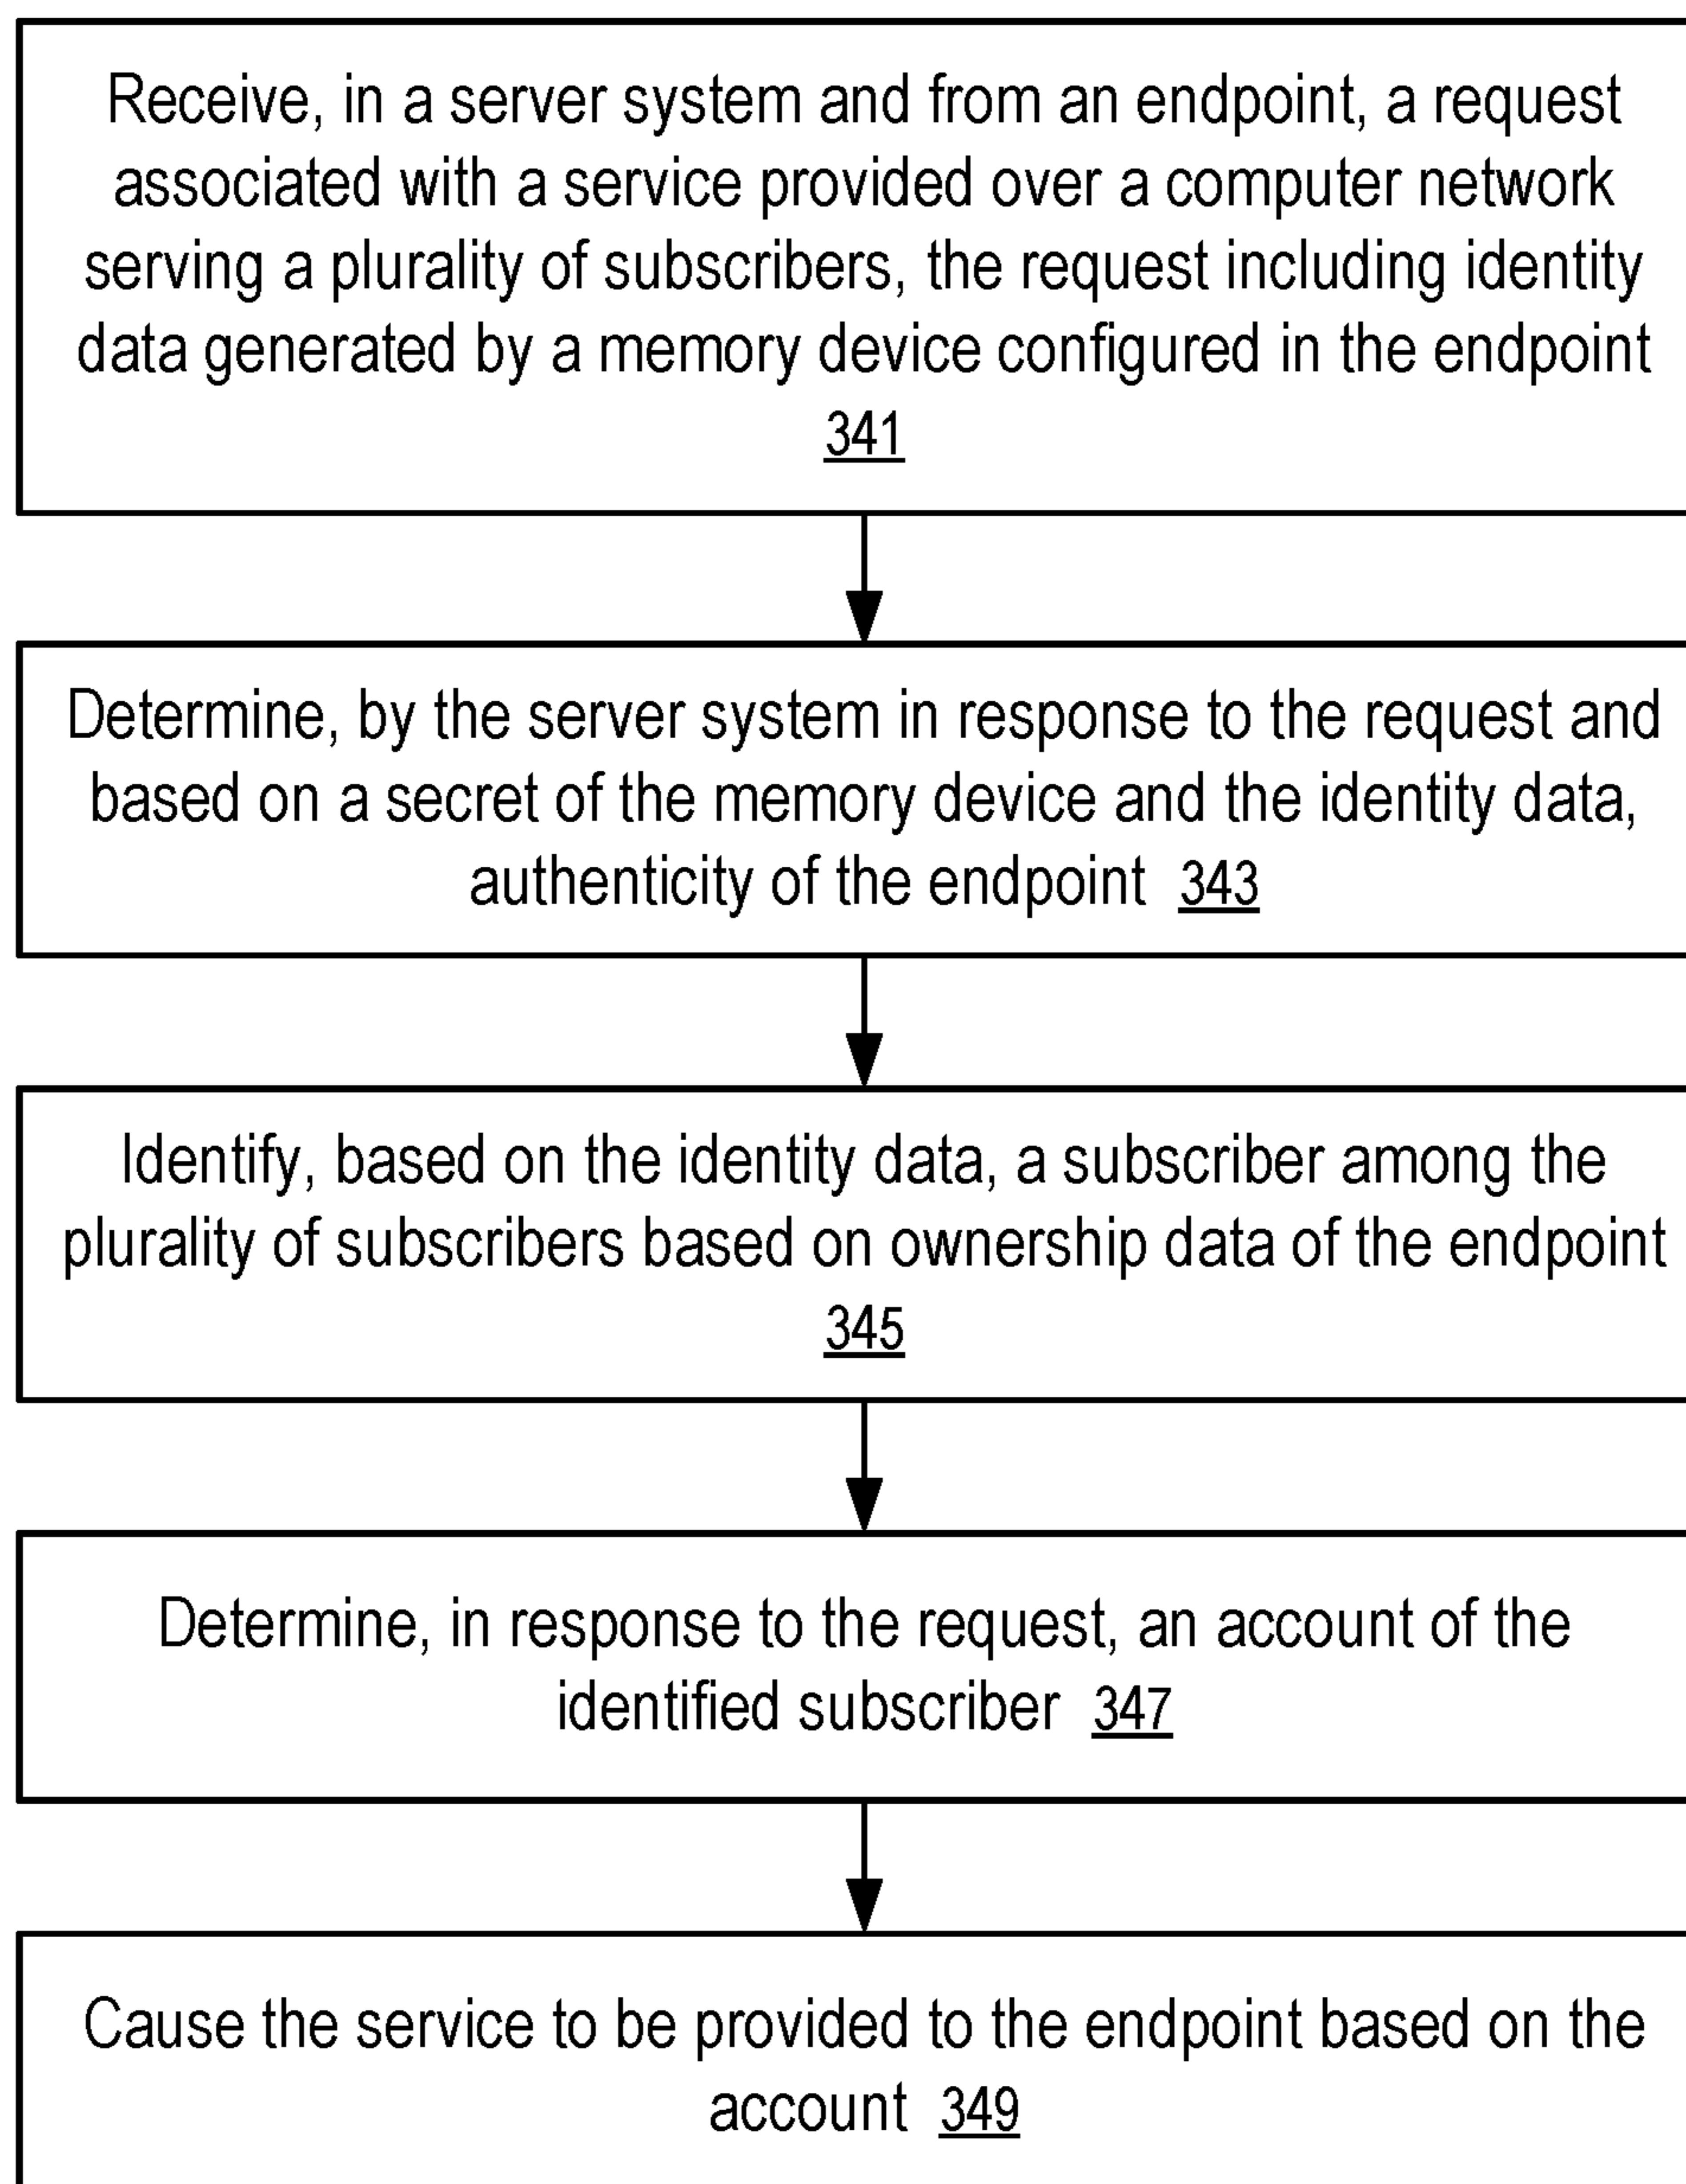 Receive, in a server system and from an endpoint, a request
associated with a service provided over a computer network
serving a plurality of subscribers, the request including identity
data generated by a memory device configured in the endpoint
341
Determine, by the server system in response to the request and
based on a secret of the memory device and the identity data,
authenticity of the endpoint 343
Identify, based on the identity data, a subscriber among the
plurality of subscribers based on ownership data of the endpoint
345
Determine, in response to the request, an account of the
identified subscriber 347
Cause the service to be provided to the endpoint based on the
account 349